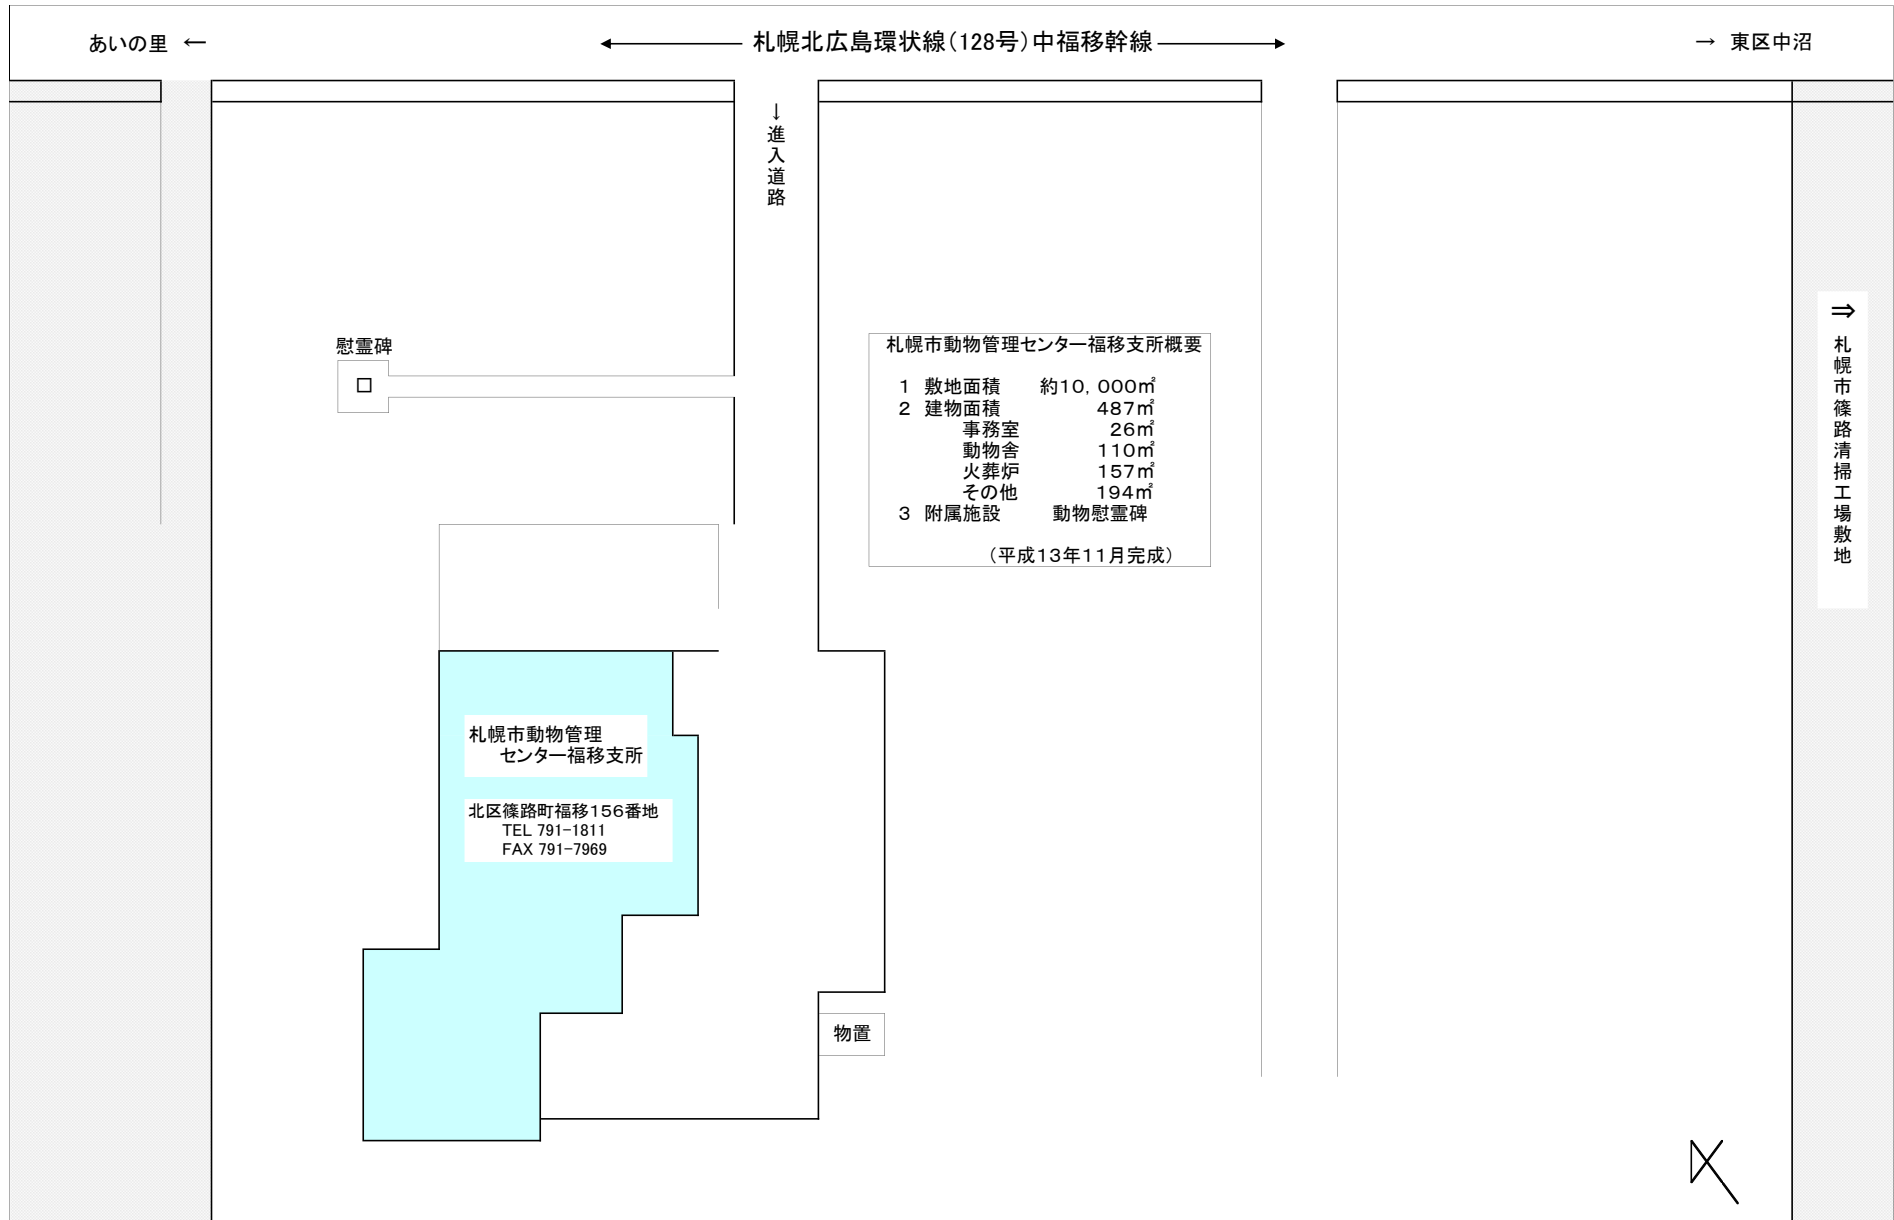 あいの里 ←
札幌北広島環状線(128号)中福移幹線
→ 東区中沼
↓進入道路
慰霊碑
札幌市動物管理センター福移支所概要
1 敷地面積 約10,000㎡
2 建物面積 487㎡
事務室 26㎡
動物舎 110㎡
火葬炉 157㎡
その他 194㎡
3 附属施設 動物慰霊碑
(平成13年11月完成)
⇒ 札幌市篠路清掃工場敷地
札幌市動物管理
センター福移支所
北区篠路町福移156番地
TEL 791-1811
FAX 791-7969
物置